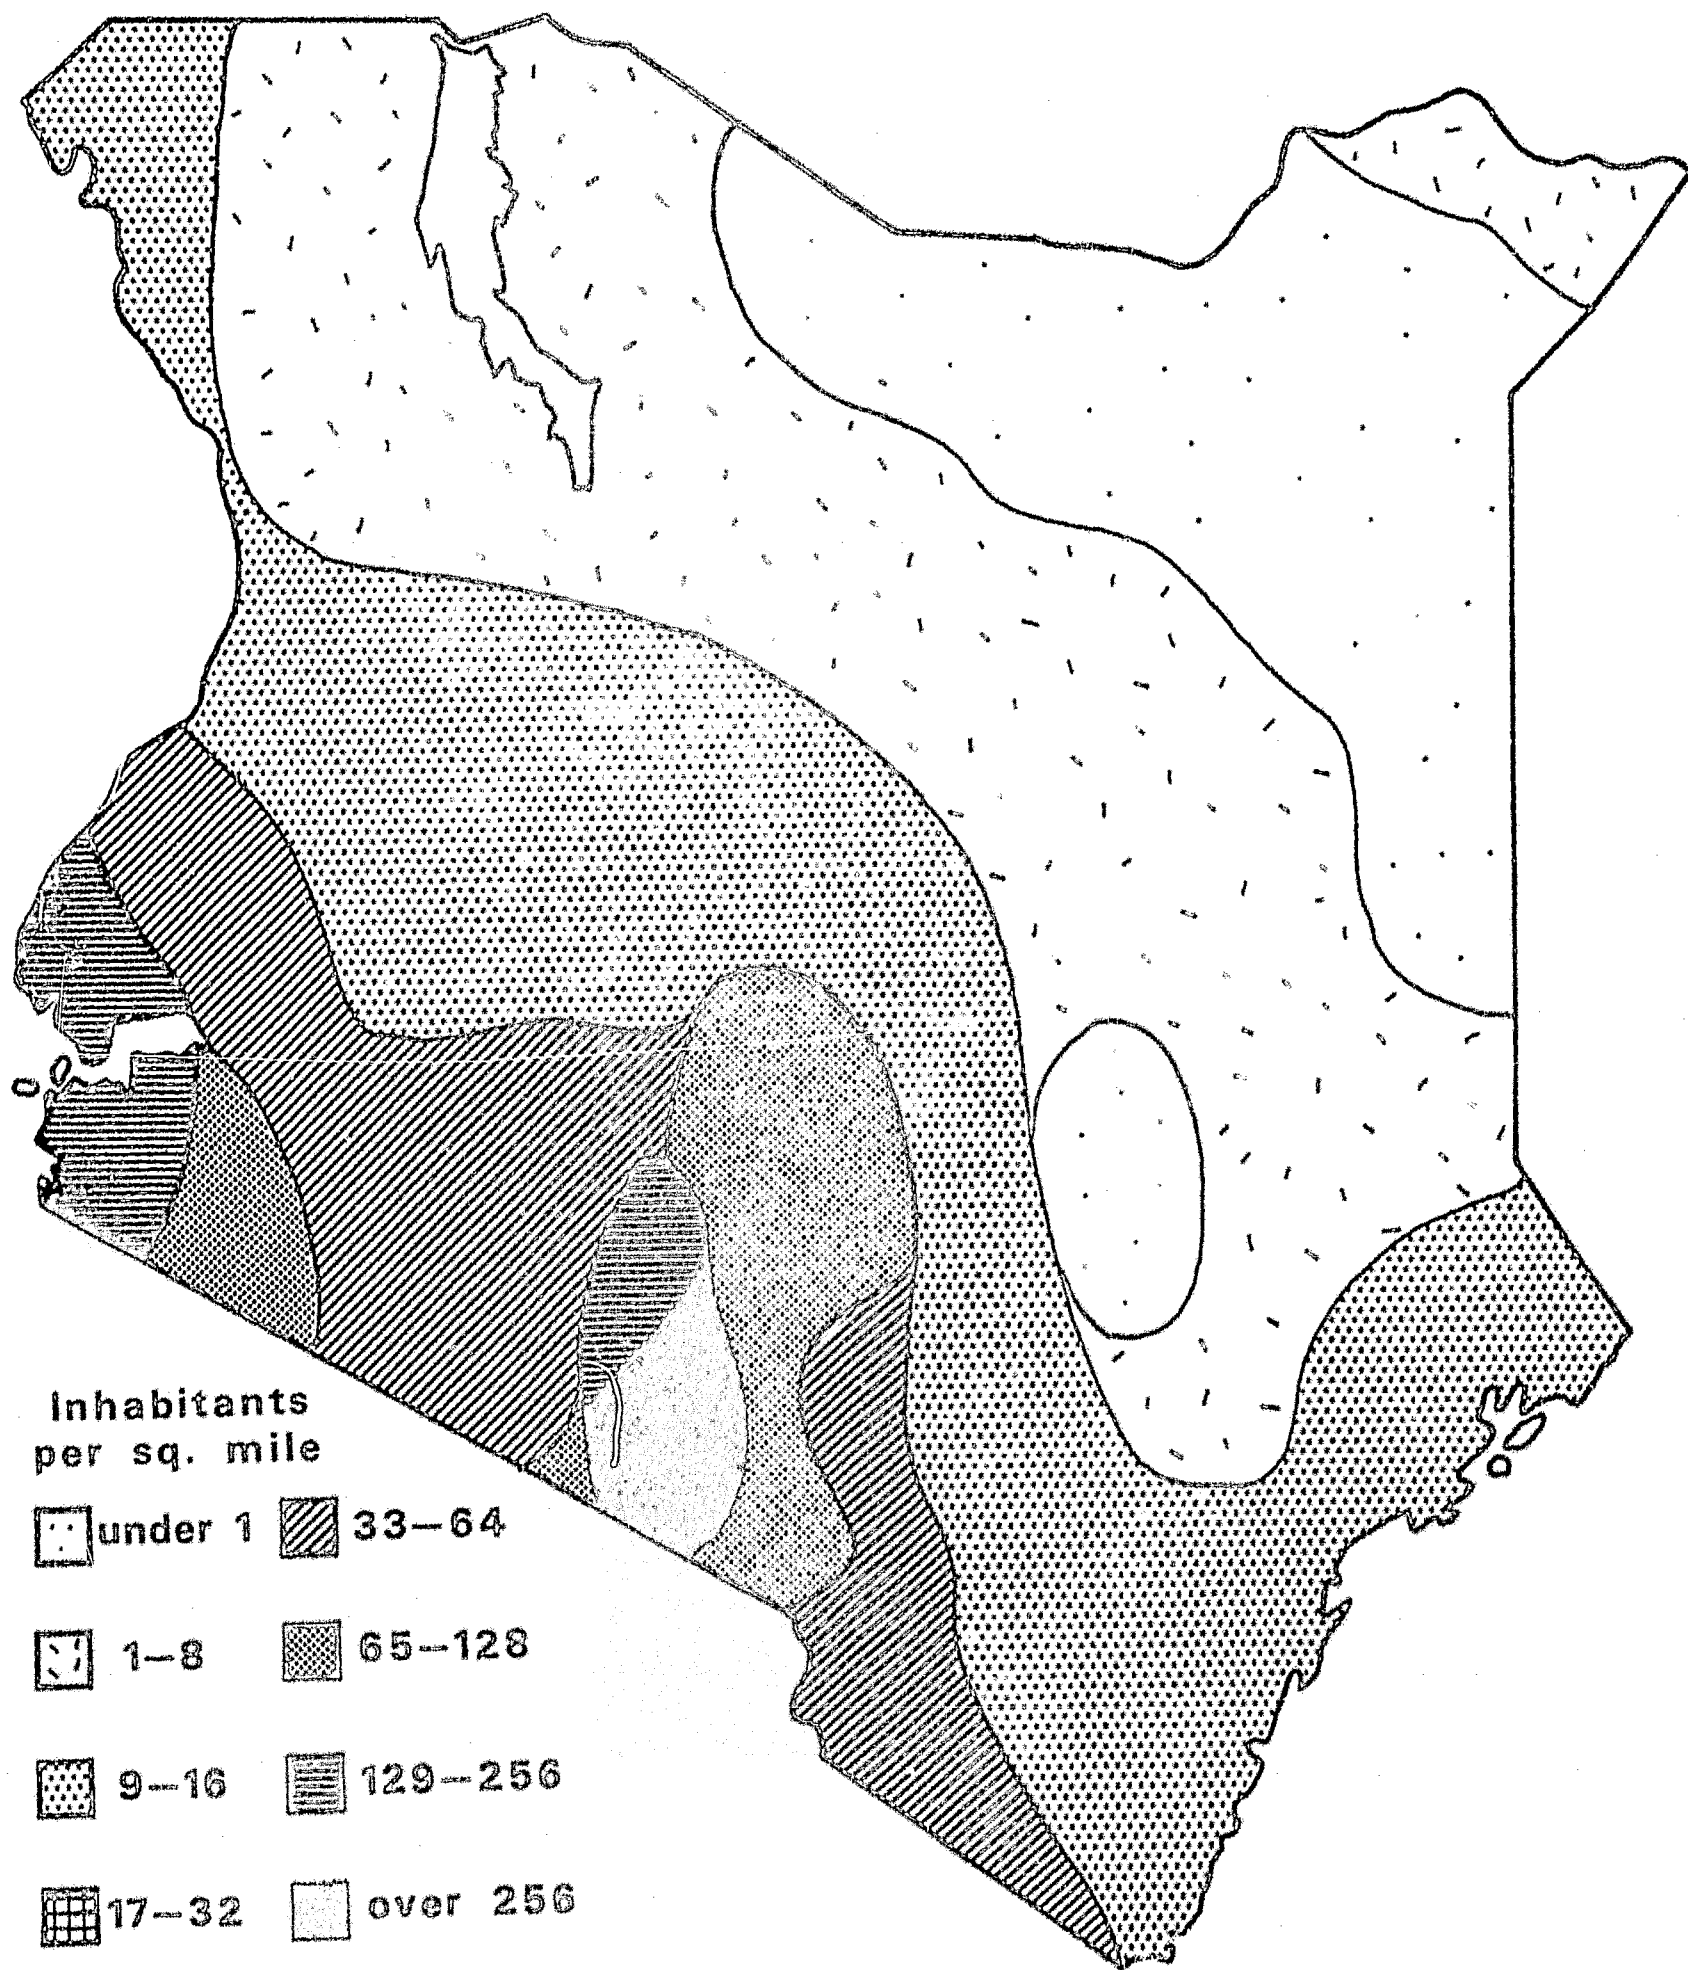 Inhabitants
per sq. mile
under 1 33–64
1–8 65–128
9–16 129–256
17–32 over 256